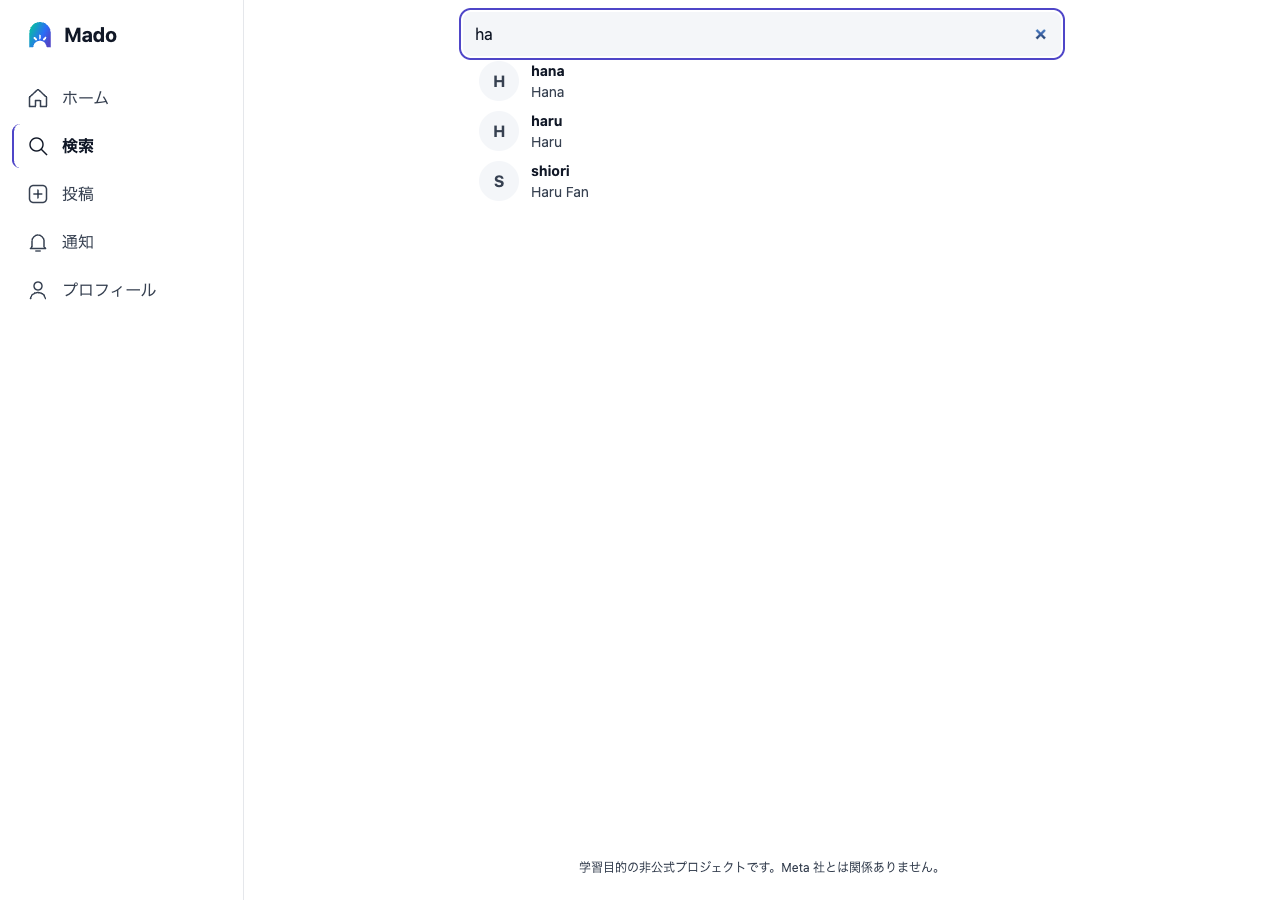 Mado
ホーム
検索
投稿
通知
プロフィール
ha
H
hana
Hana
H
haru
Haru
S
shiori
Haru Fan
学習目的の非公式プロジェクトです。Meta 社とは関係ありません。